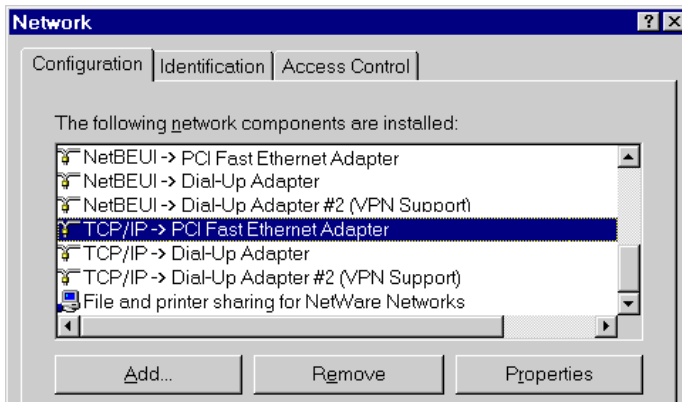 Network
Configuration Identification Access Control
The following network components are installed:
NetBEUI -> PCI Fast Ethernet Adapter
NetBEUI -> Dial-Up Adapter
NetBEUI -> Dial-Up Adapter #2 (VPN Support)
TCP/IP -> PCI Fast Ethernet Adapter
TCP/IP -> Dial-Up Adapter
TCP/IP -> Dial-Up Adapter #2 (VPN Support)
File and printer sharing for NetWare Networks
Add... Remove Properties